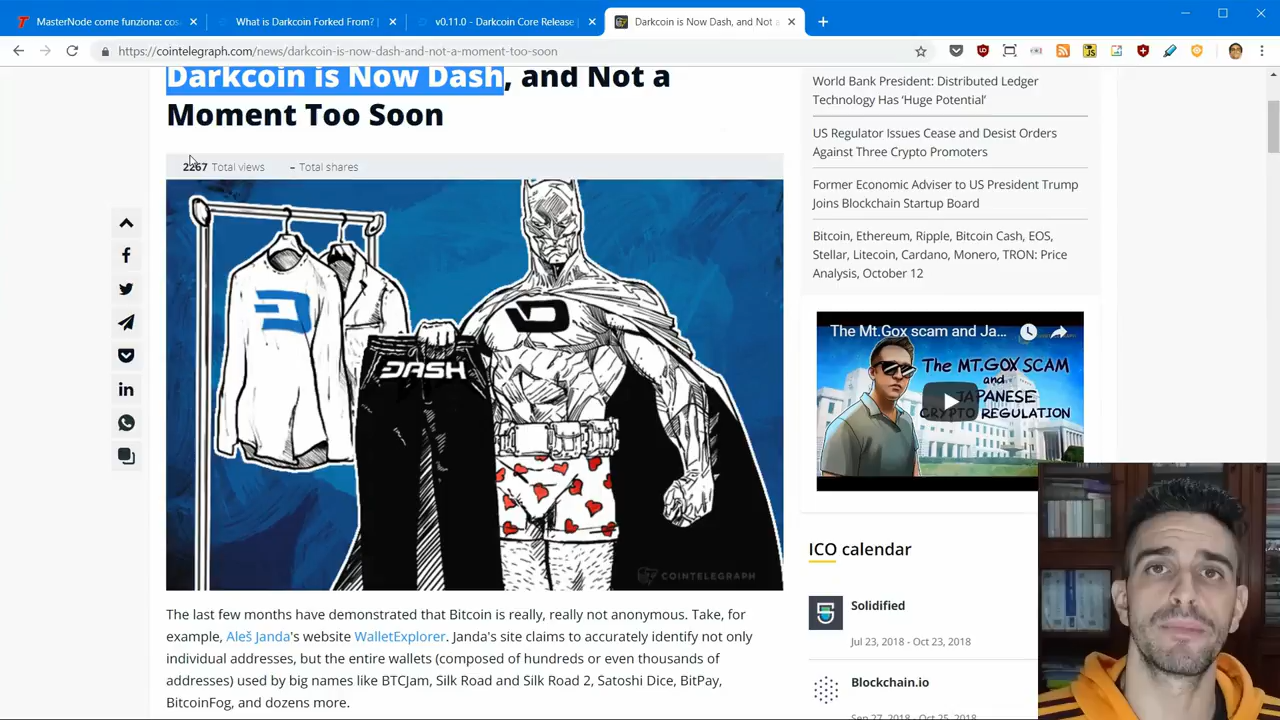 MasterNode come funziona: cos
What is Darkcoin Forked From?
v0.11.0 - Darkcoin Core Release
Darkcoin is Now Dash, and Not a
https://cointelegraph.com/news/darkcoin-is-now-dash-and-not-a-moment-too-soon
Darkcoin is Now Dash, and Not a
Moment Too Soon
2267 Total views – Total shares
DASH
COINTELEGRAPH
The last few months have demonstrated that Bitcoin is really, really not anonymous. Take, for
example, Aleš Janda's website WalletExplorer. Janda's site claims to accurately identify not only
individual addresses, but the entire wallets (composed of hundreds or even thousands of
addresses) used by big names like BTCJam, Silk Road and Silk Road 2, Satoshi Dice, BitPay,
BitcoinFog, and dozens more.
World Bank President: Distributed Ledger
Technology Has ‘Huge Potential’
US Regulator Issues Cease and Desist Orders
Against Three Crypto Promoters
Former Economic Adviser to US President Trump
Joins Blockchain Startup Board
Bitcoin, Ethereum, Ripple, Bitcoin Cash, EOS,
Stellar, Litecoin, Cardano, Monero, TRON: Price
Analysis, October 12
The Mt.Gox scam and Ja...
The MT.GOX SCAM
and
JAPANESE
CRYPTO REGULATION
ICO calendar
Solidified
Jul 23, 2018 - Oct 23, 2018
Blockchain.io
Sep 27, 2018 - Oct 25, 2018